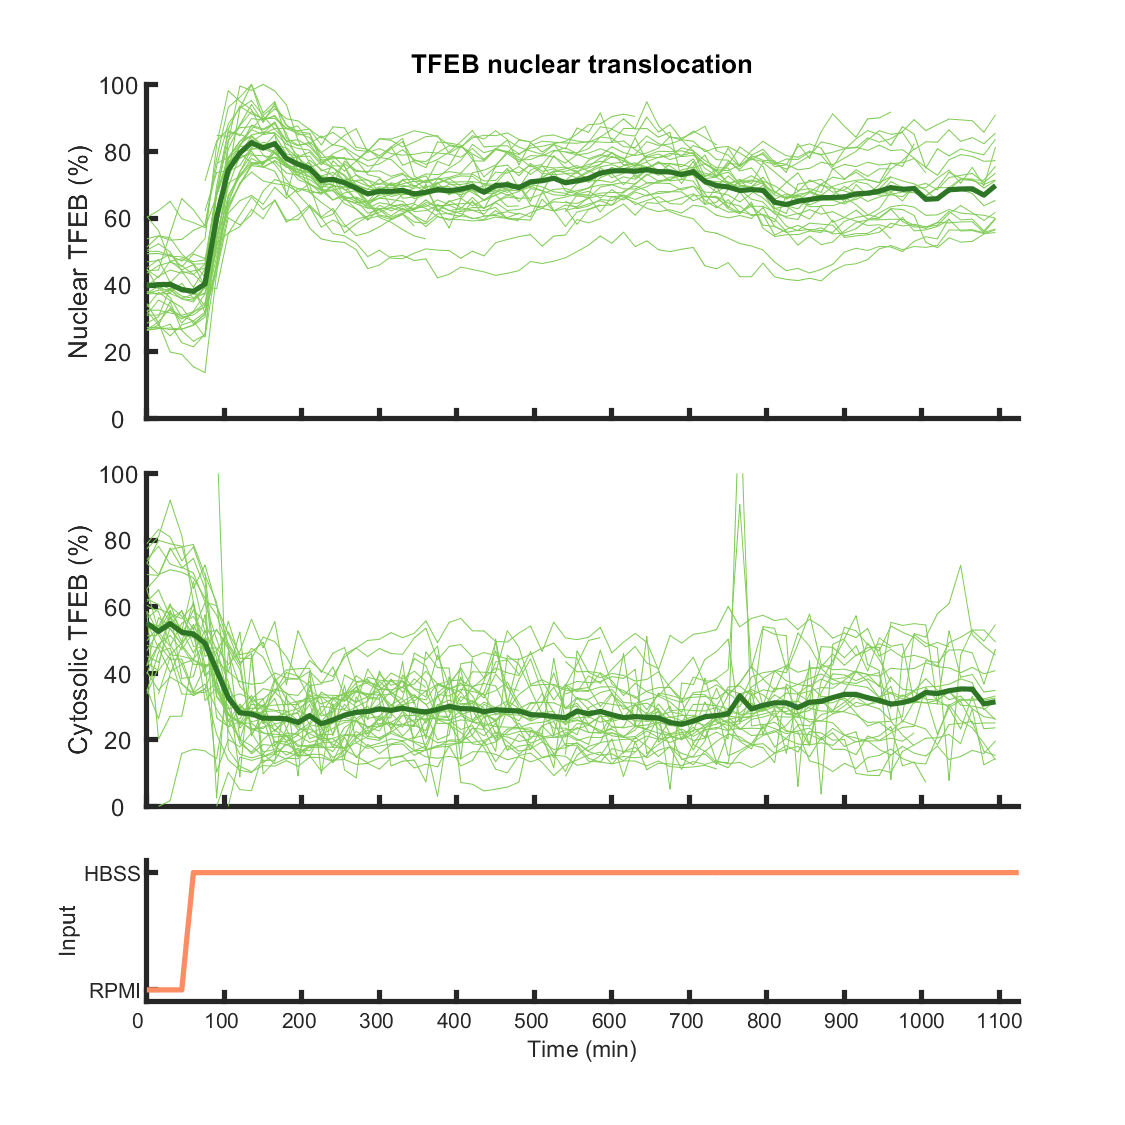 TFEB nuclear translocation
Nuclear TFEB (%)
100
80
60
40
20
0
Cytosolic TFEB (%)
100
80
60
40
20
0
Input
HBSS
RPMI
0 100 200 300 400 500 600 700 800 900 1000 1100
Time (min)